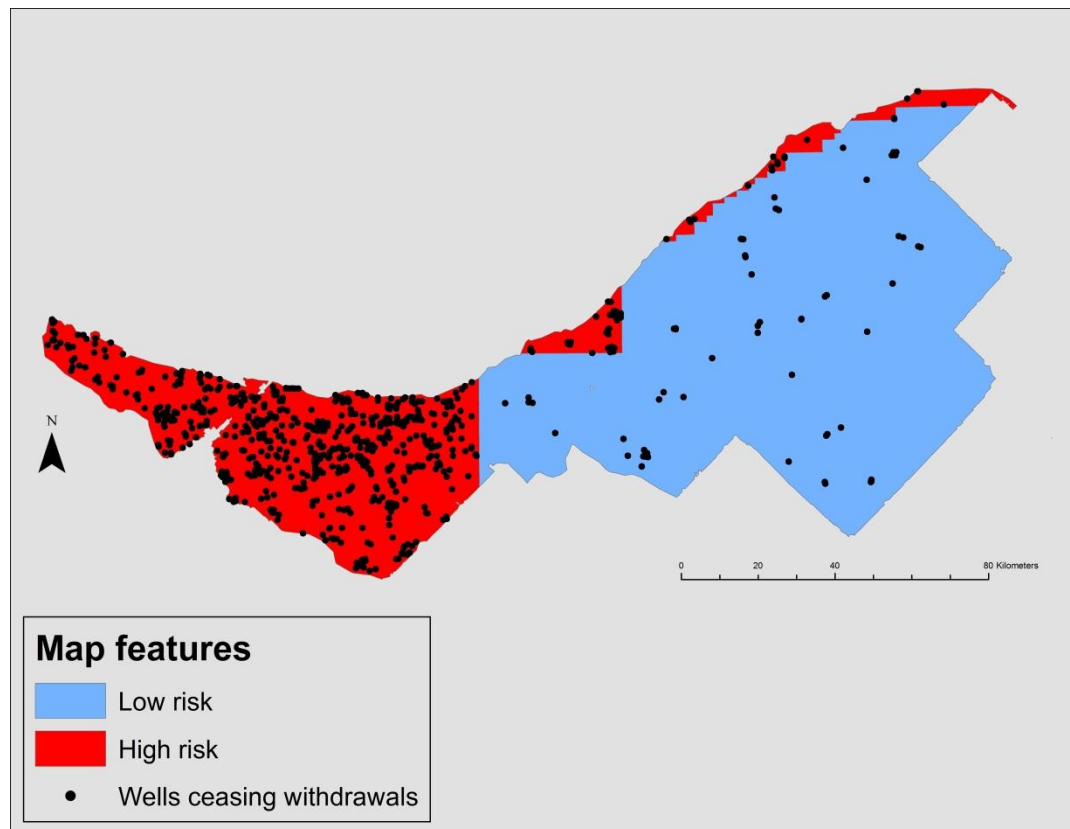 N
0 20 40 80 Kilometers
Map features
Low risk
High risk
Wells ceasing withdrawals